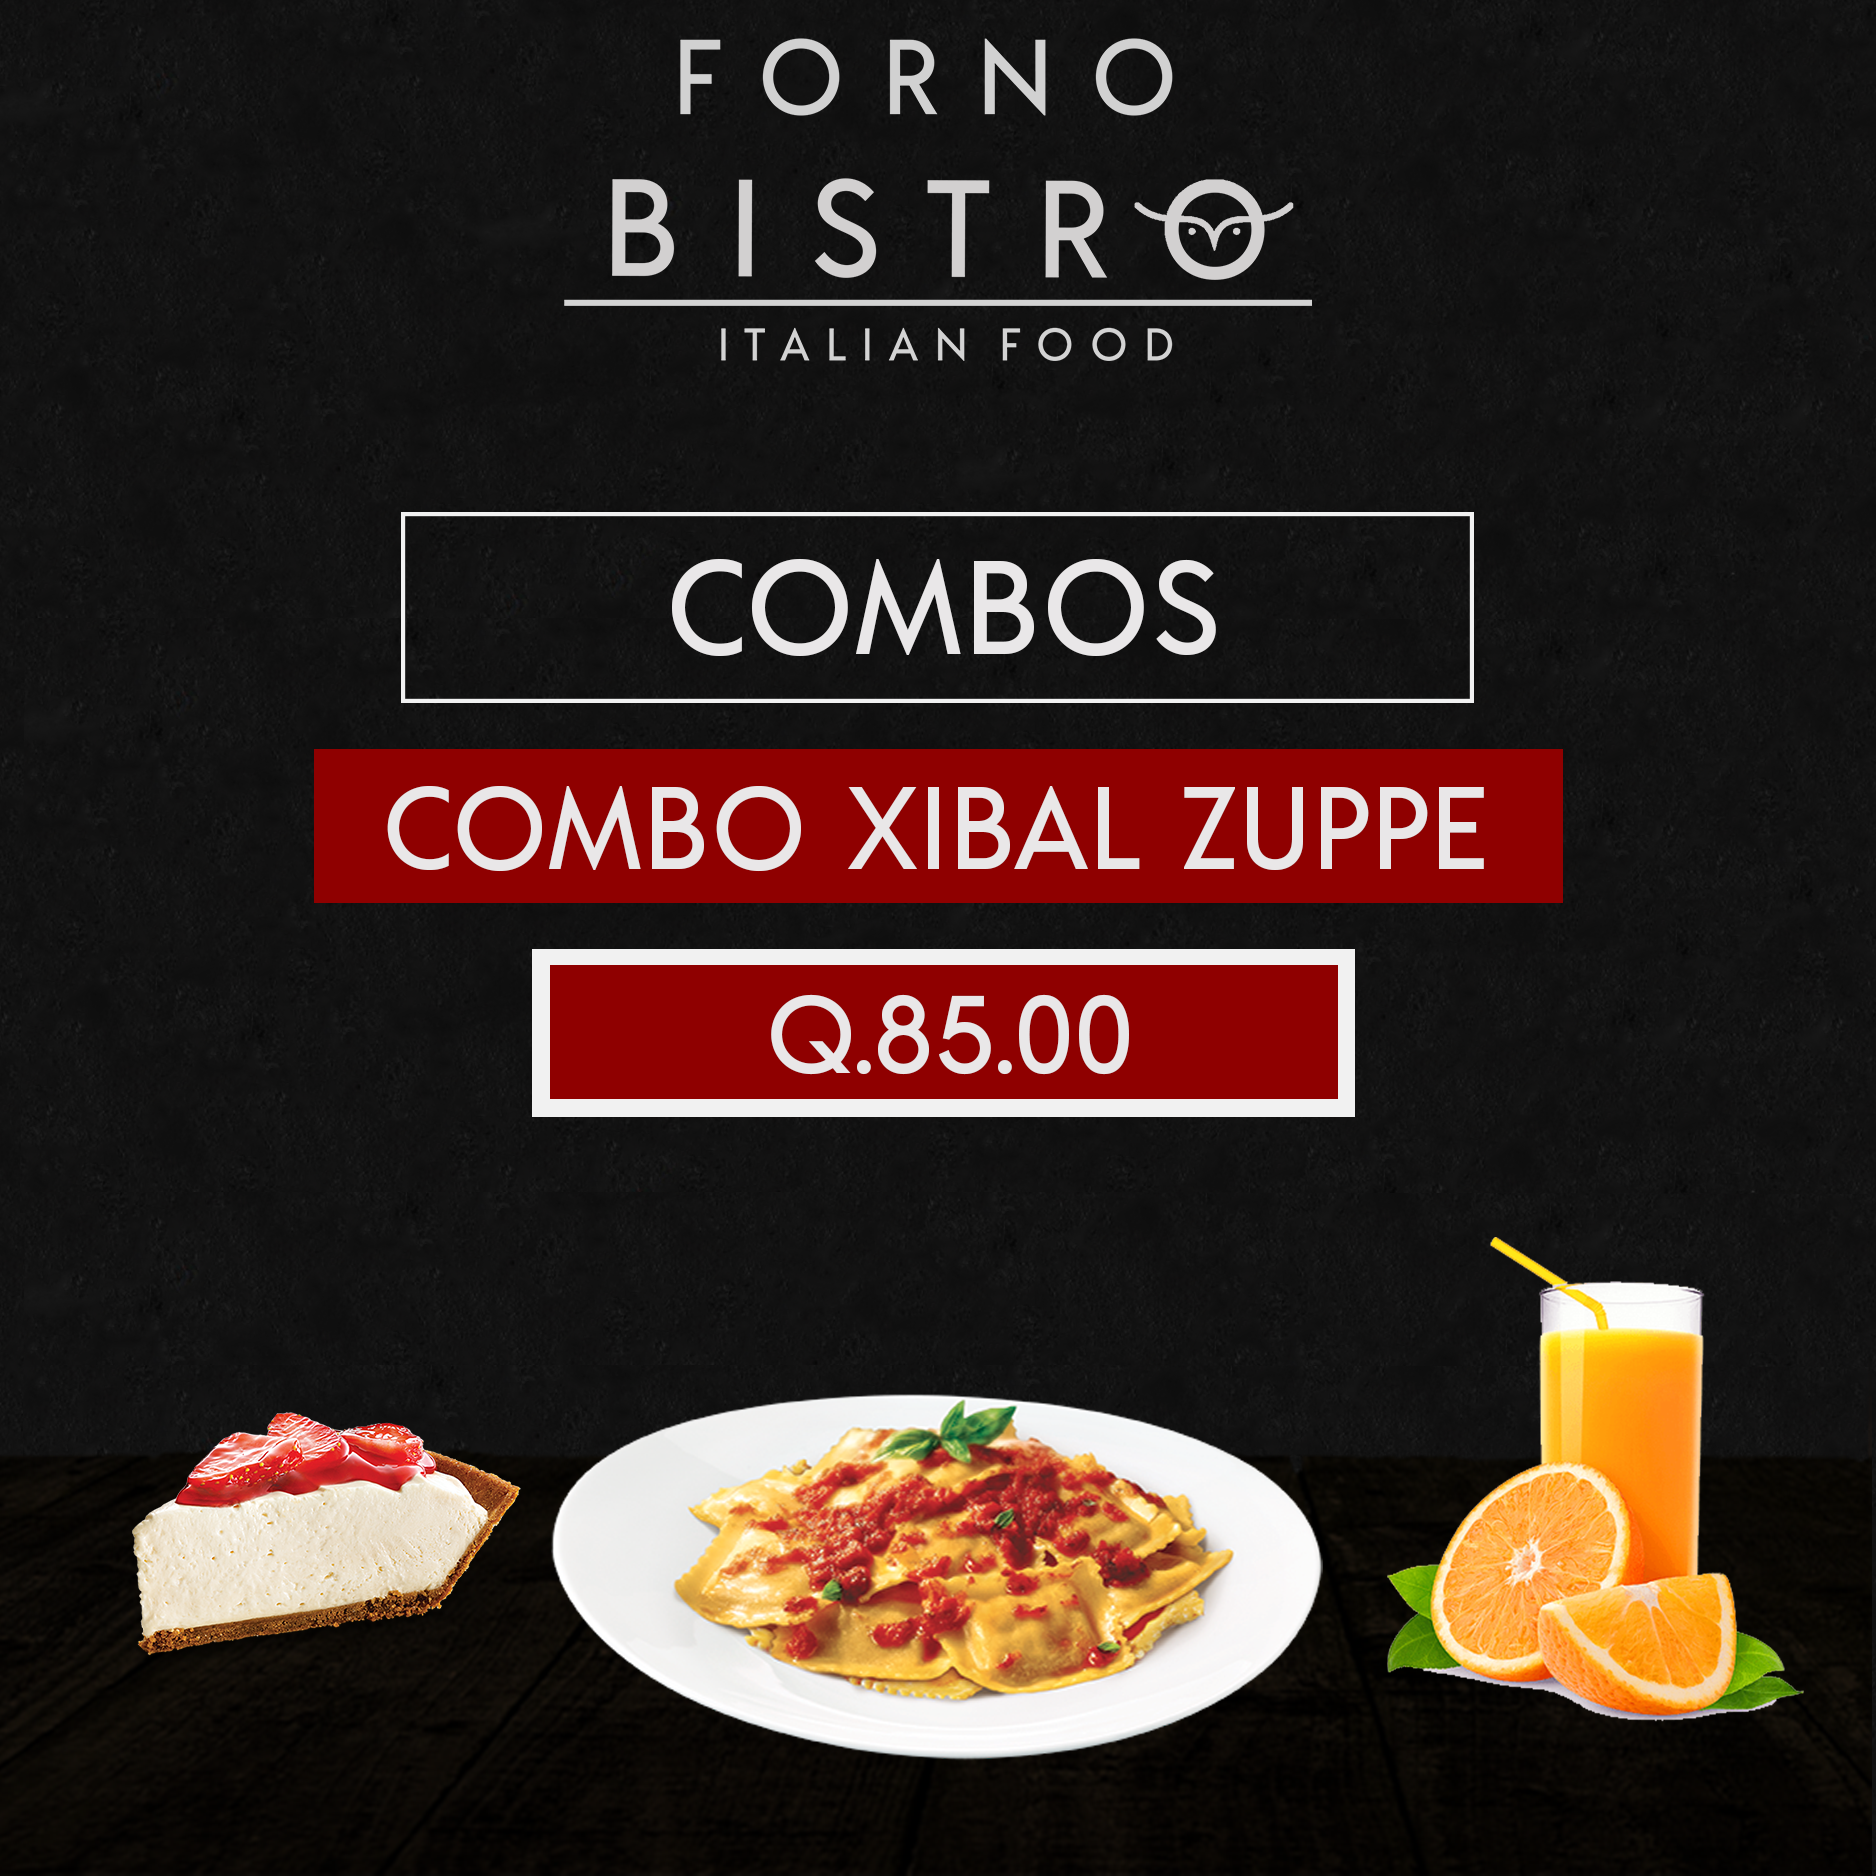 FORNO
BISTRO
ITALIAN FOOD
COMBOS
COMBO XIBAL ZUPPE
Q.85.00